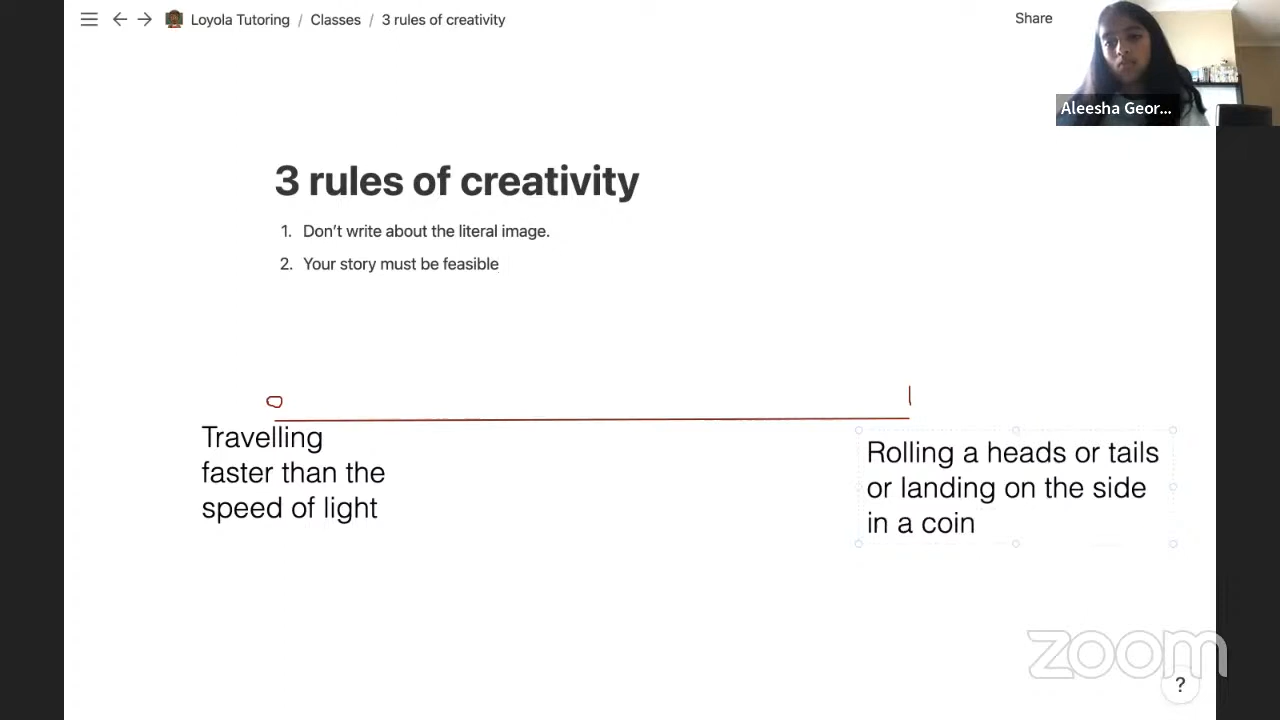 Loyola Tutoring / Classes / 3 rules of creativity
Share
Aleesha Geor...
3 rules of creativity
1. Don't write about the literal image.
2. Your story must be feasible
0
1
Travelling
faster than the
speed of light
Rolling a heads or tails
or landing on the side
in a coin
zoom
?